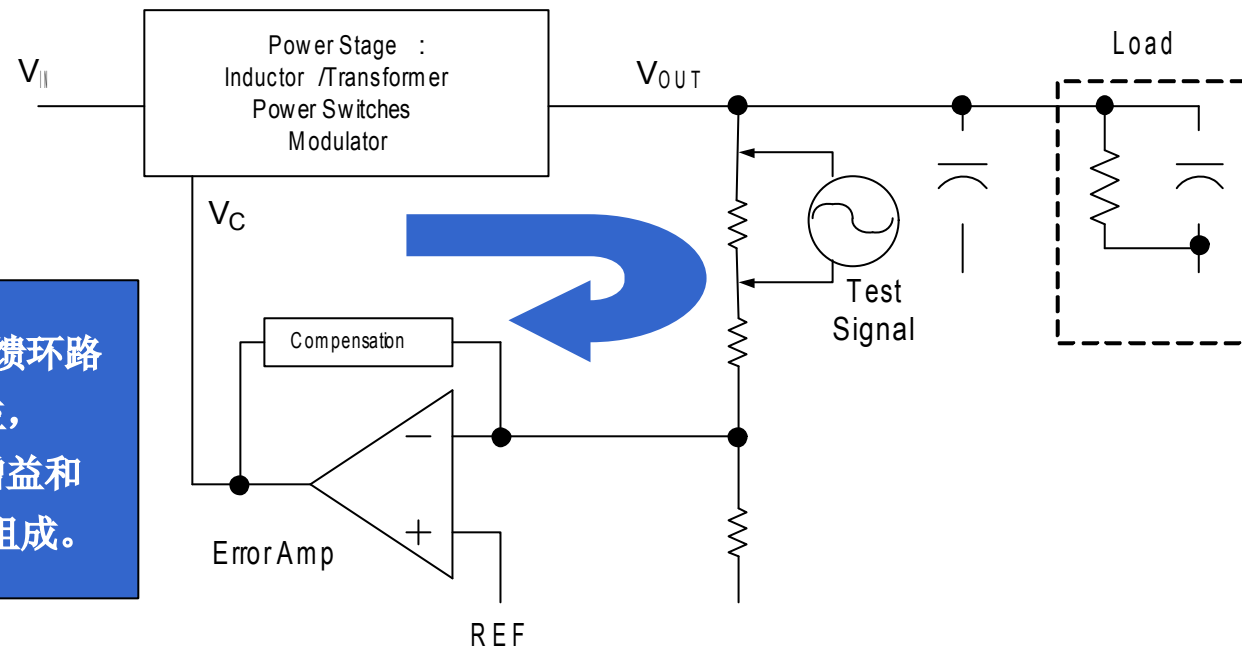 Power Stage :
Inductor /Transformer
Power Switches
Modulator
VIN
VOUT
Load
VC
Test
Signal
Compensation
馈环路
,
益和
组成。
Error Amp
REF